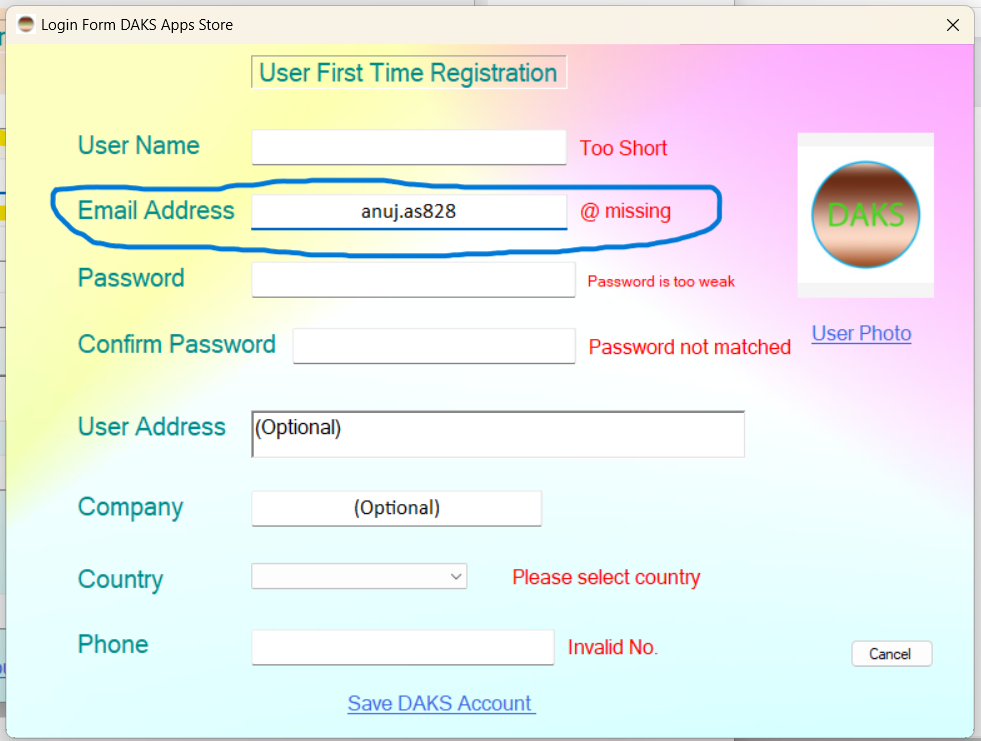 Login Form DAKS Apps Store
User First Time Registration
User Name Too Short
Email Address anuj.as828 @ missing
DAKS
Password Password is too weak
User Photo
Confirm Password Password not matched
User Address (Optional)
Company (Optional)
Country Please select country
Phone Invalid No.
Cancel
Save DAKS Account